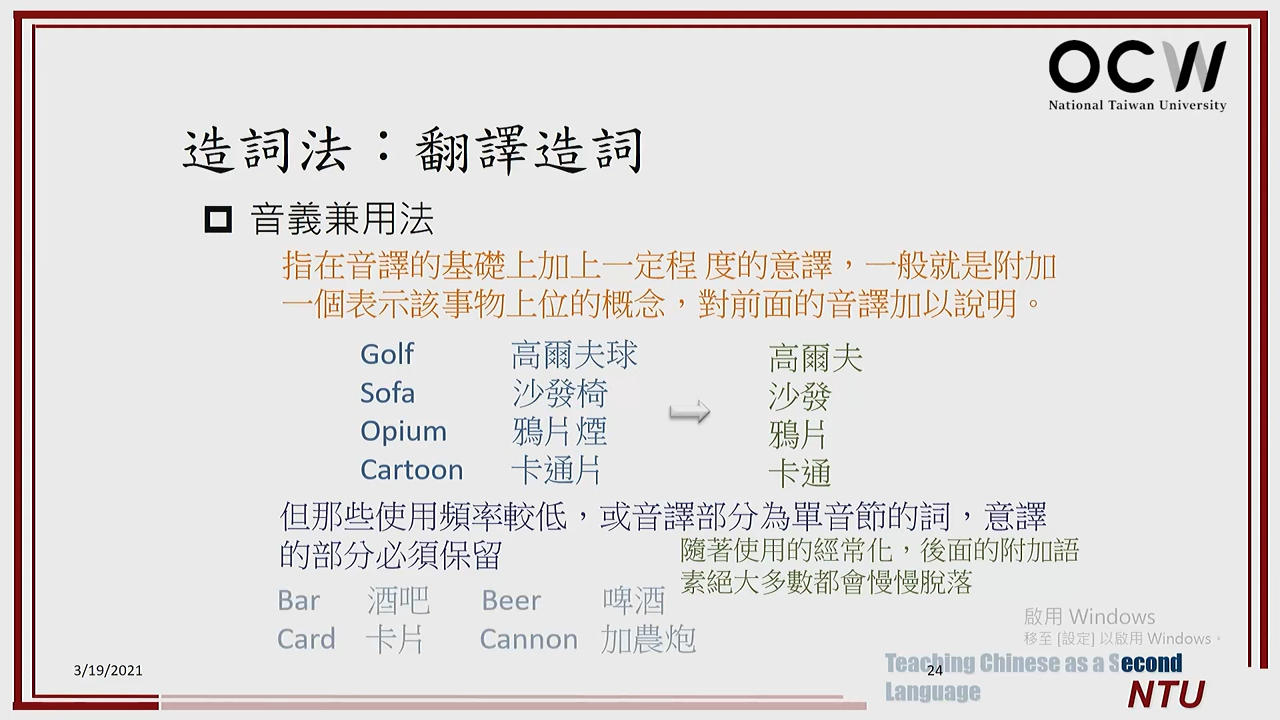 OCW
National Taiwan University
造詞法：翻譯造詞
音義兼用法
指在音譯的基礎上加上一定程 度的意譯，一般就是附加
一個表示該事物上位的概念，對前面的音譯加以說明。
Golf 高爾夫球 高爾夫
Sofa 沙發椅 沙發
Opium 鴉片煙 鴉片
Cartoon 卡通片 卡通
但那些使用頻率較低，或音譯部分為單音節的詞，意譯
的部分必須保留
隨著使用的經常化，後面的附加語
素絕大多數都會慢慢脫落
Bar 酒吧 Beer 啤酒
Card 卡片 Cannon 加農炮
啟用 Windows
移至 [設定] 以啟用 Windows。
3/19/2021
24
Teaching Chinese as a Second
Language
NTU